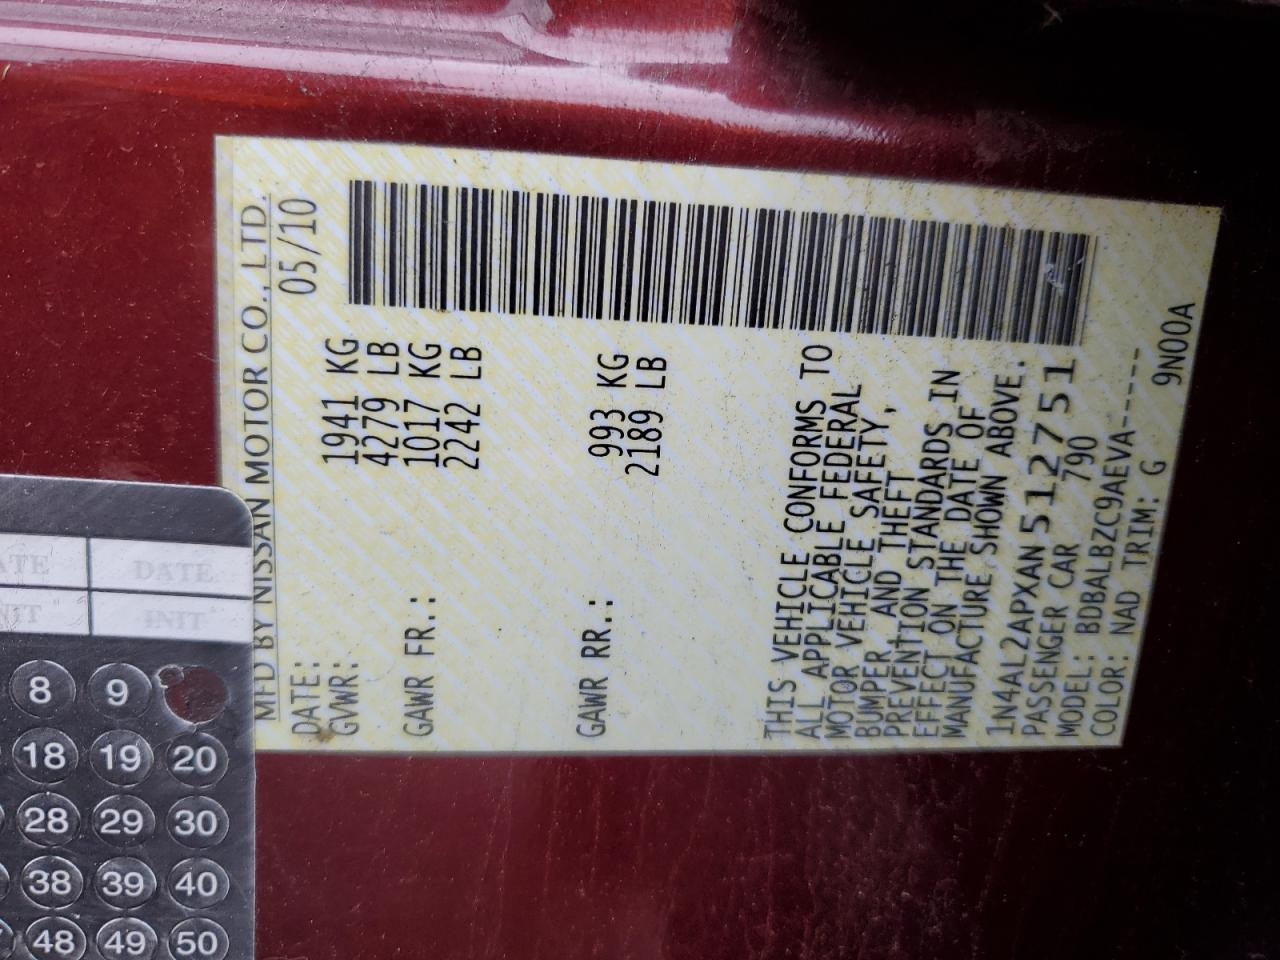 MFD BY NISSAN MOTOR CO., LTD.
DATE: 05/10
GVWR: 1941 KG
4279 LB
GAWR FR.: 1017 KG
2242 LB
GAWR RR.: 993 KG
2189 LB
THIS VEHICLE CONFORMS TO
ALL APPLICABLE FEDERAL
MOTOR VEHICLE SAFETY,
BUMPER, AND THEFT
PREVENTION STANDARDS IN
EFFECT ON THE DATE OF
MANUFACTURE SHOWN ABOVE.
1N4AL2APXAN512751
PASSENGER CAR 790
MODEL: BDBALBZC9AEVA-----
COLOR: NAD TRIM: G 9N00A
DATE
INIT
8 9
18 19 20
28 29 30
38 39 40
48 49 50